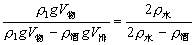 ρ₁gV物 / (ρ₁gV物 − ρ酒gV滑) = 2ρ水 / (2ρ水 − ρ酒)